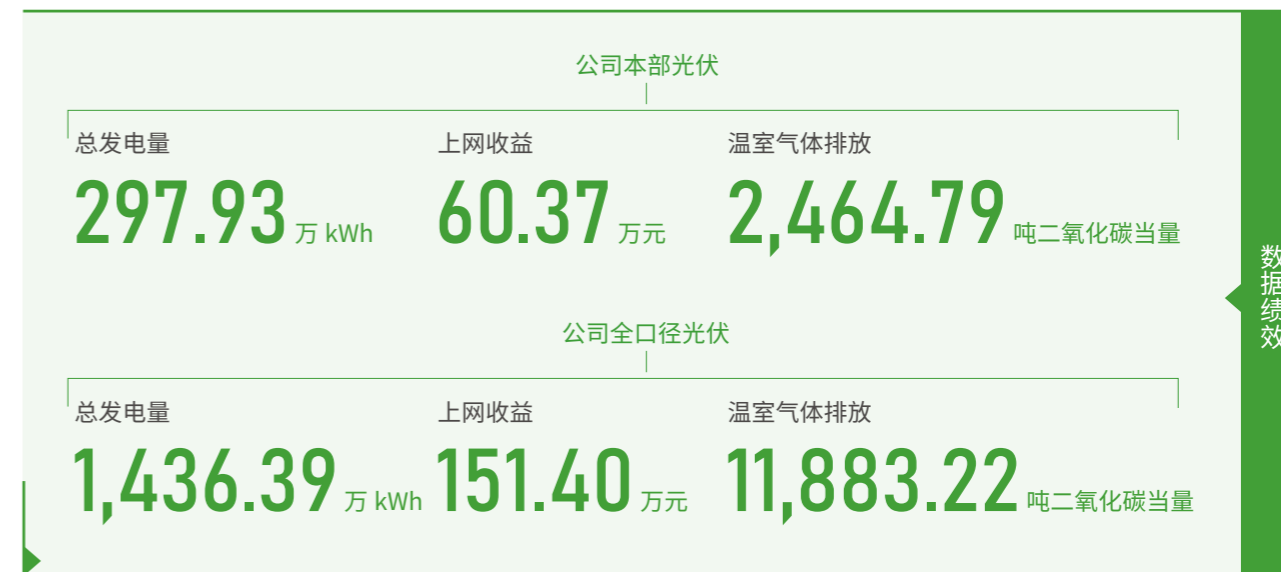 公司本部光伏
总发电量 上网收益 温室气体排放
297.93 万 kWh 60.37 万元 2,464.79 吨二氧化碳当量
公司全口径光伏
总发电量 上网收益 温室气体排放
1,436.39 万 kWh 151.40 万元 11,883.22 吨二氧化碳当量
数据绩效